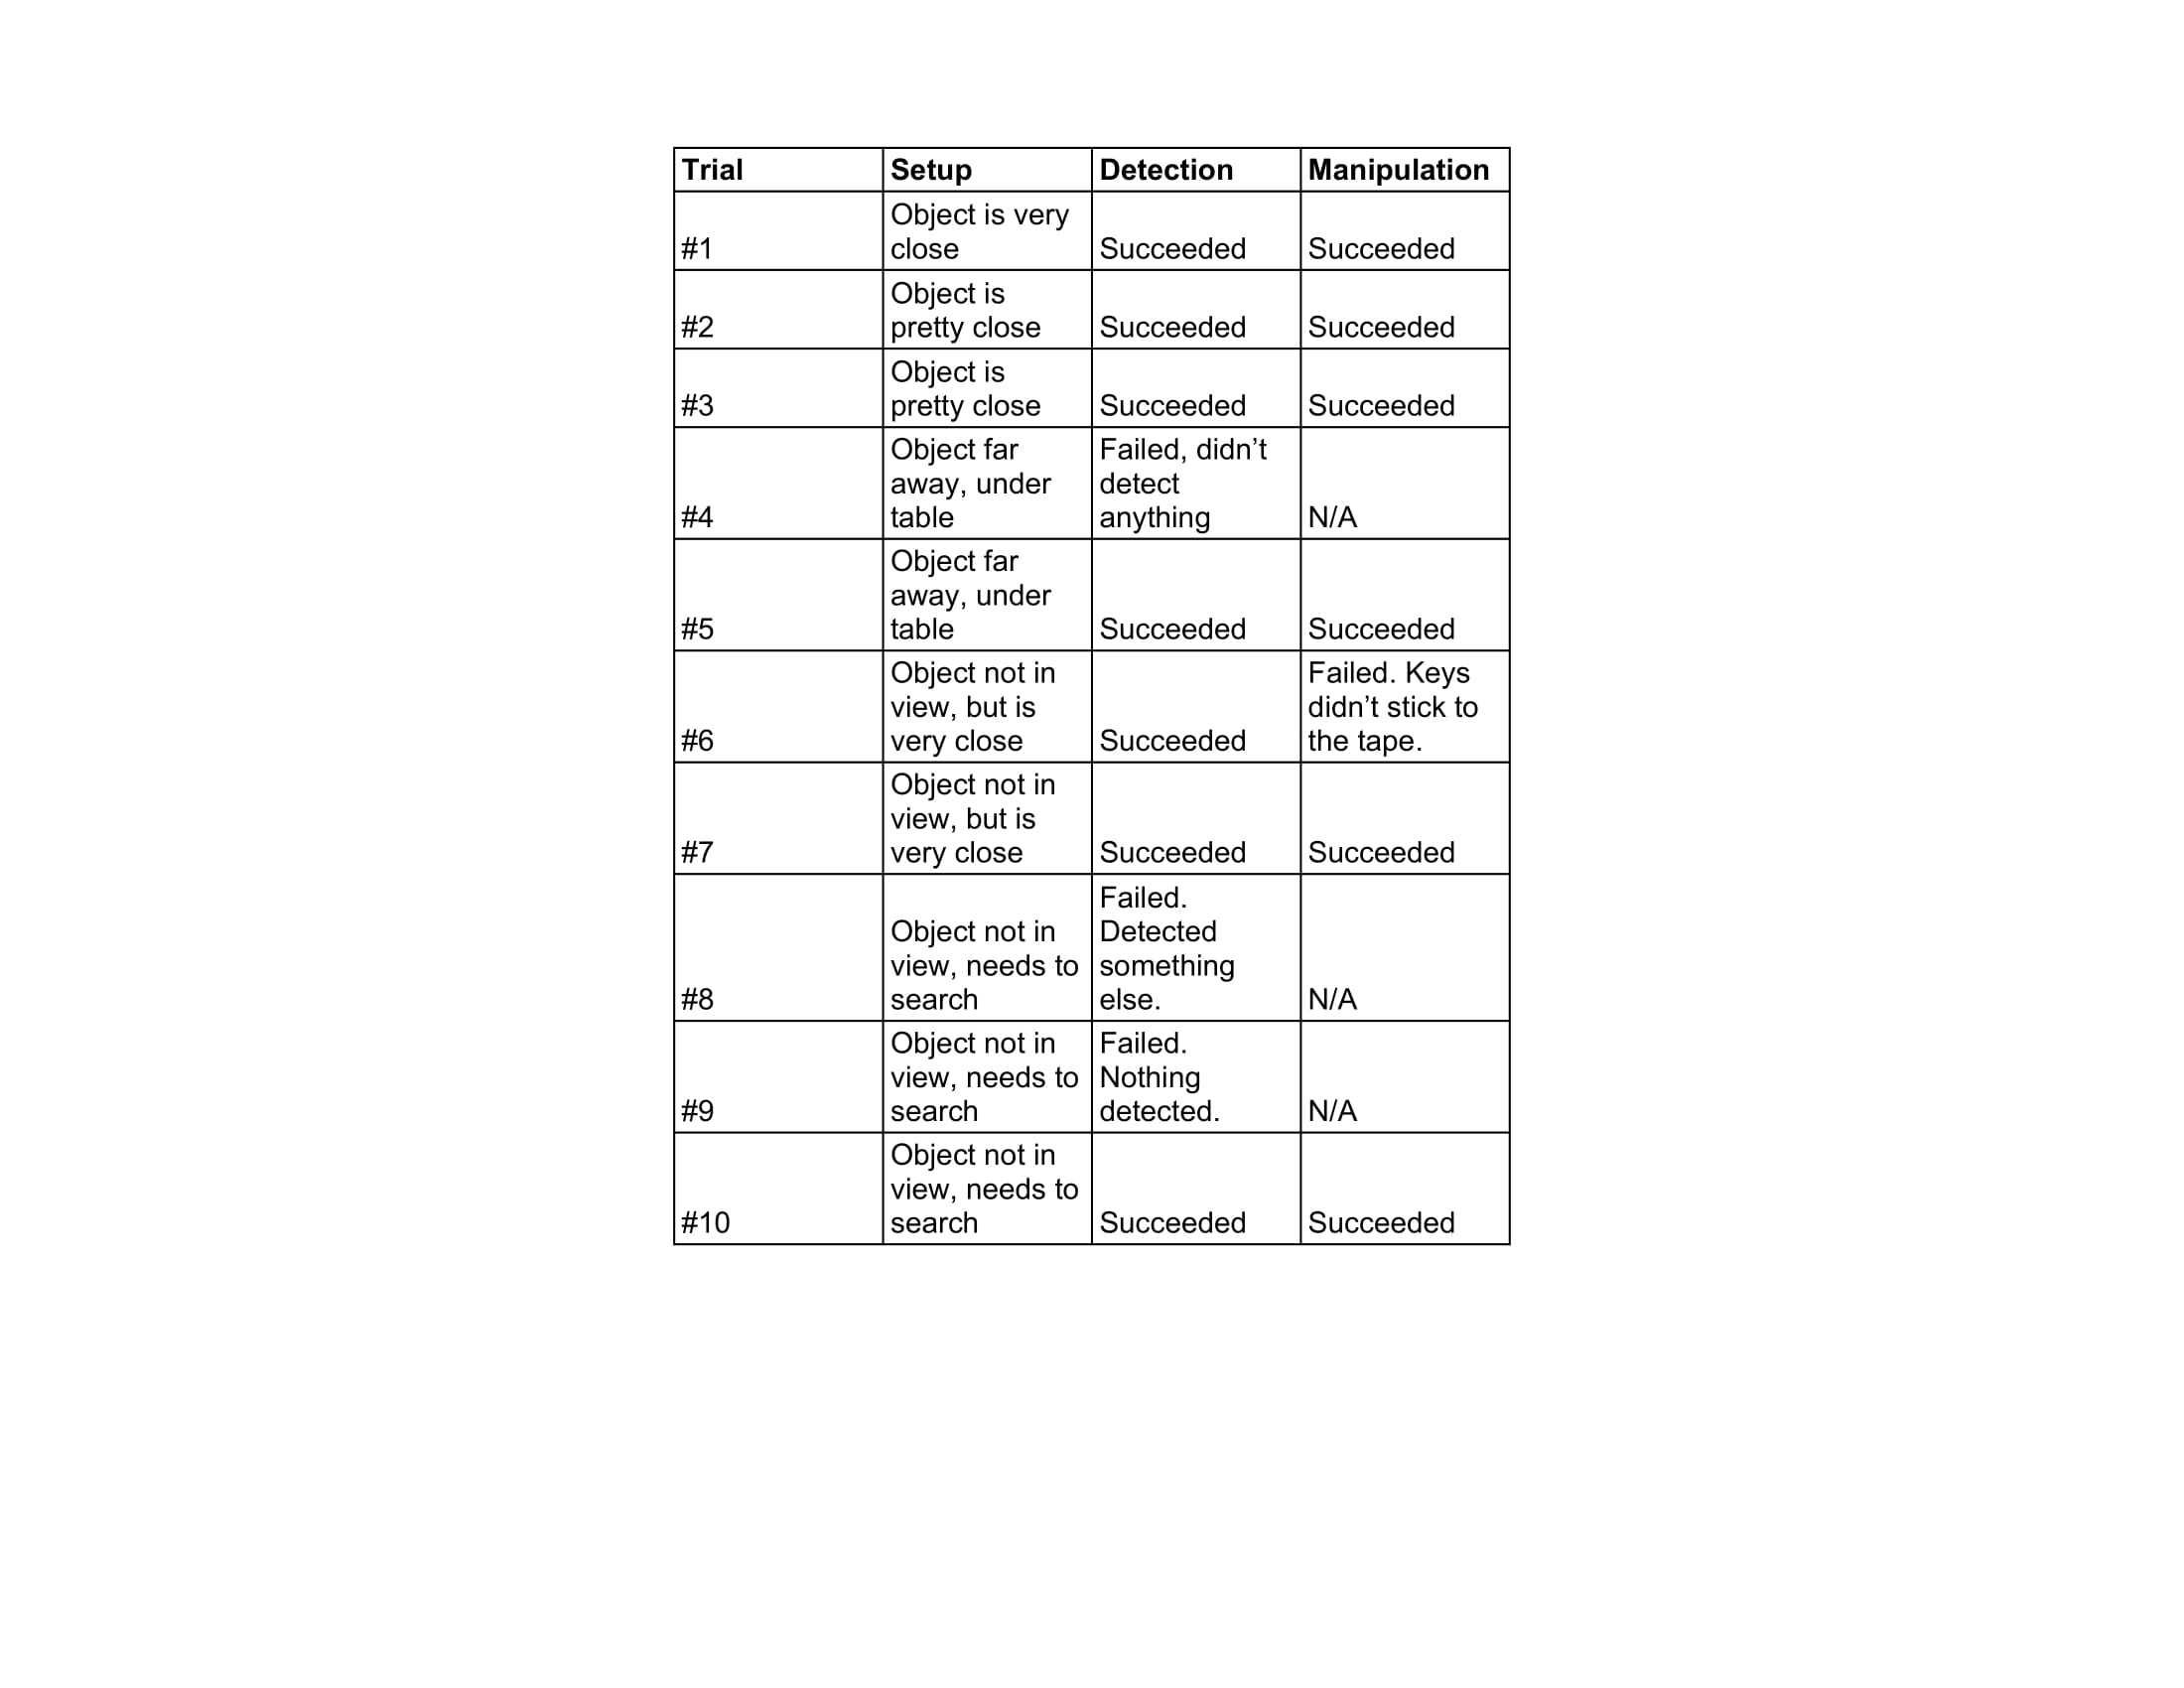 Trial Setup Detection Manipulation
Object is very
#1 close Succeeded Succeeded
Object is
#2 pretty close Succeeded Succeeded
Object is
#3 pretty close Succeeded Succeeded
Object far Failed, didn’t
away, under detect
#4 table anything N/A
Object far
away, under
#5 table Succeeded Succeeded
Object not in Failed. Keys
view, but is didn’t stick to
#6 very close Succeeded the tape.
Object not in
view, but is
#7 very close Succeeded Succeeded
Failed.
Object not in Detected
view, needs to something
#8 search else. N/A
Object not in Failed.
view, needs to Nothing
#9 search detected. N/A
Object not in
view, needs to
#10 search Succeeded Succeeded